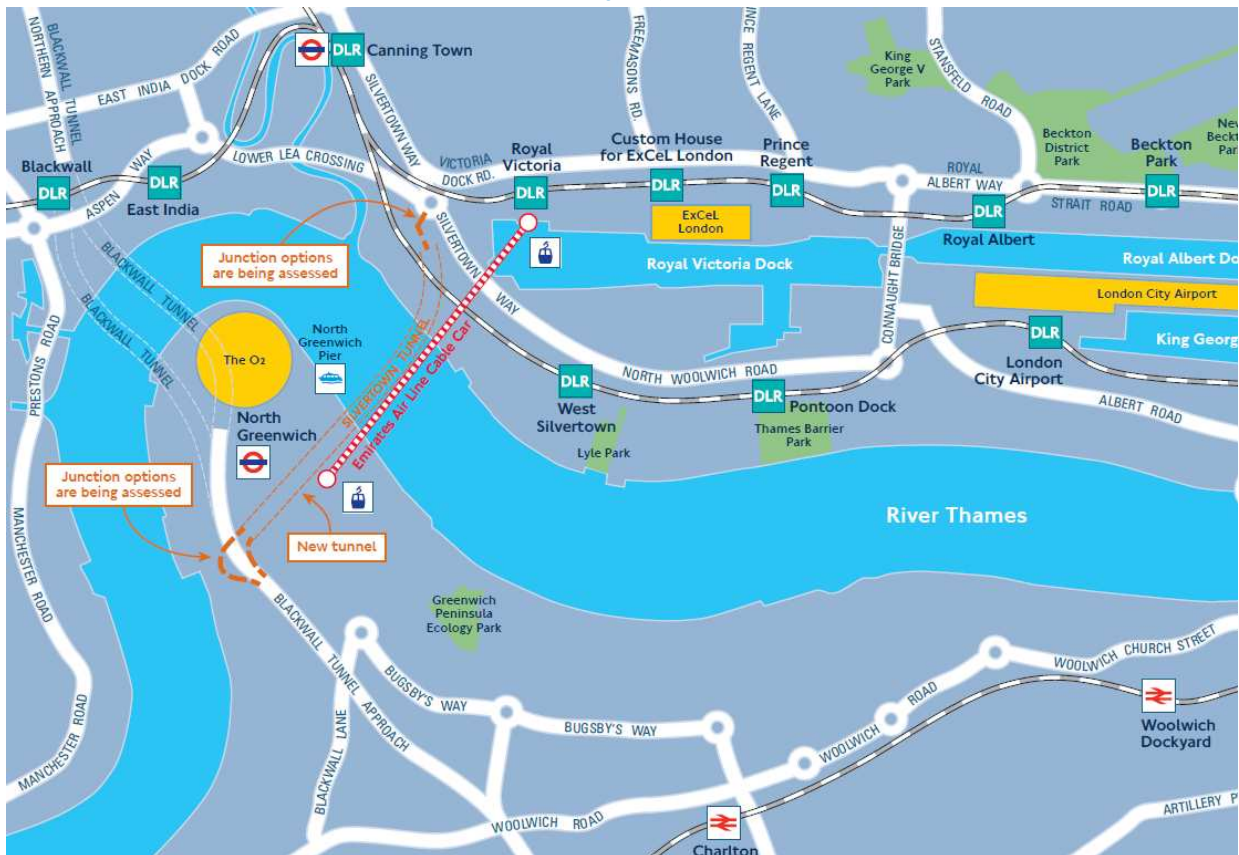 BLACKWALL TUNNEL
NORTHERN APPROACH
EAST INDIA DOCK ROAD
DLR
Canning Town
SILVERTOWN WAY
FREEMASONS RD.
PRINCE REGENT LANE
King
George V
Park
STANSFELD ROAD
Beckton
District
Park
Blackwall
DLR
ASPEN WAY
DLR
East India
LOWER LEA CROSSING
VICTORIA
DOCK RD.
Royal
Victoria
DLR
Custom House
for ExCeL London
DLR
Prince
Regent
DLR
ROYAL
ALBERT WAY
Beckton
Park
DLR
STRAIT ROAD
DLR
Royal Albert
ExCeL
London
Junction options
are being assessed
SILVERTOWN WAY
Royal Victoria Dock
CONNAUGHT BRIDGE
Royal Albert Do
London City Airport
King Georg
BLACKWALL TUNNEL
BLACKWALL TUNNEL
PRESTONS ROAD
The O2
North
Greenwich
Pier
SILVERTOWN TUNNEL
Emirates Air Line Cable Car
DLR
West
Silvertown
NORTH WOOLWICH ROAD
DLR
Pontoon Dock
DLR
London
City Airport
ALBERT ROAD
North
Greenwich
Lyle Park
Thames Barrier
Park
Junction options
are being assessed
New tunnel
River Thames
MANCHESTER ROAD
Greenwich
Peninsula
Ecology Park
BLACKWALL TUNNEL APPROACH
BUGSBY'S WAY
BUGSBY'S WAY
BLACKWALL LANE
MANCHESTER ROAD
WOOLWICH ROAD
WOOLWICH ROAD
WOOLWICH CHURCH STREET
Woolwich
Dockyard
Charlton
ARTILLERY